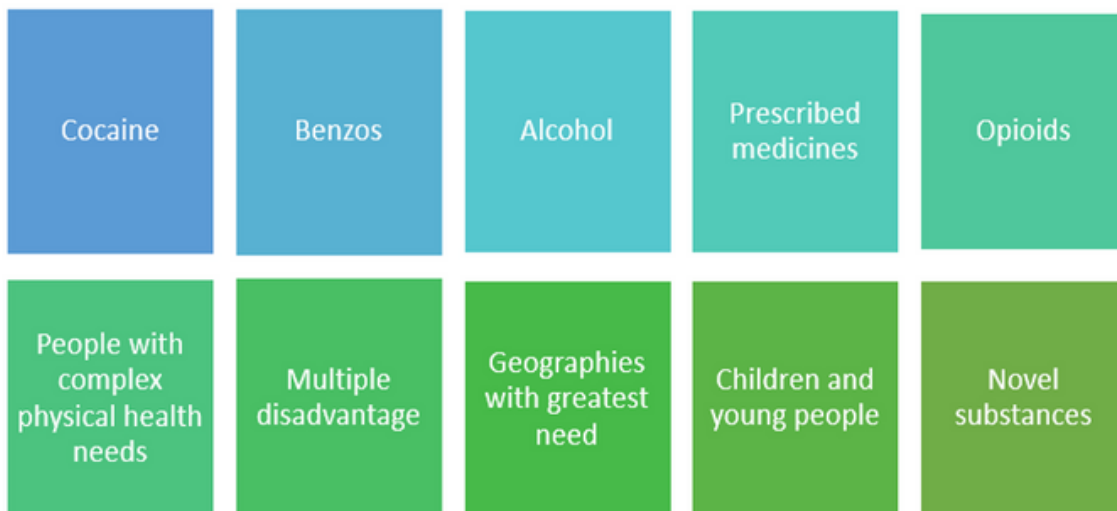 Cocaine
Benzos
Alcohol
Prescribed
medicines
Opioids
People with
complex
physical health
needs
Multiple
disadvantage
Geographies
with greatest
need
Children and
young people
Novel
substances